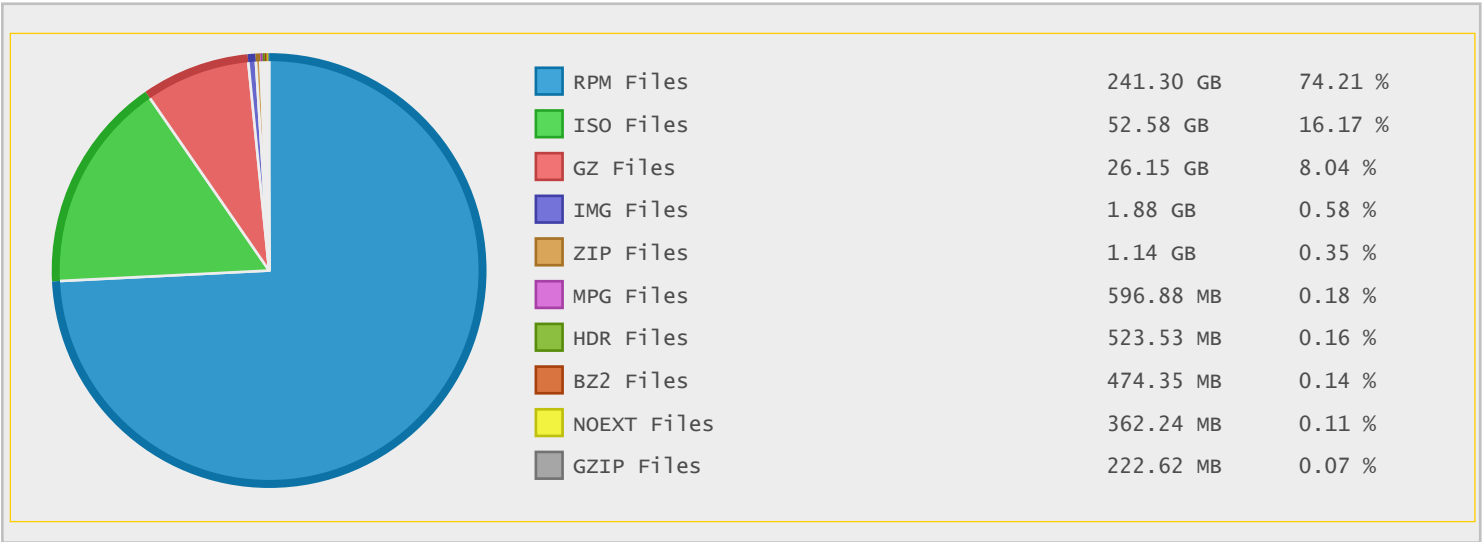 RPM Files 241.30 GB 74.21 %
ISO Files 52.58 GB 16.17 %
GZ Files 26.15 GB 8.04 %
IMG Files 1.88 GB 0.58 %
ZIP Files 1.14 GB 0.35 %
MPG Files 596.88 MB 0.18 %
HDR Files 523.53 MB 0.16 %
BZ2 Files 474.35 MB 0.14 %
NOEXT Files 362.24 MB 0.11 %
GZIP Files 222.62 MB 0.07 %